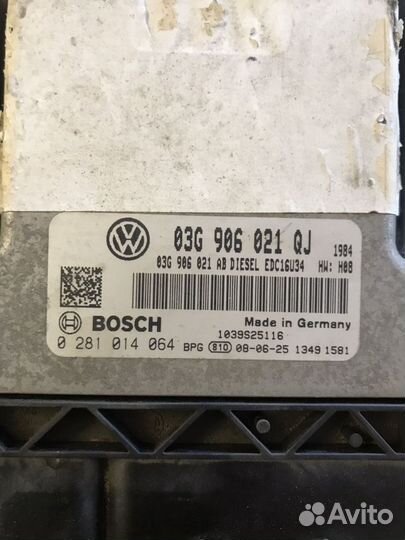 03G 906 021 QJ 1984
03G 906 021 AB DIESEL EDC16U34 HW: H08
BOSCH Made in Germany
1039S25116
0 281 014 064 BPG 810 08-06-25 1349 1581
Avito